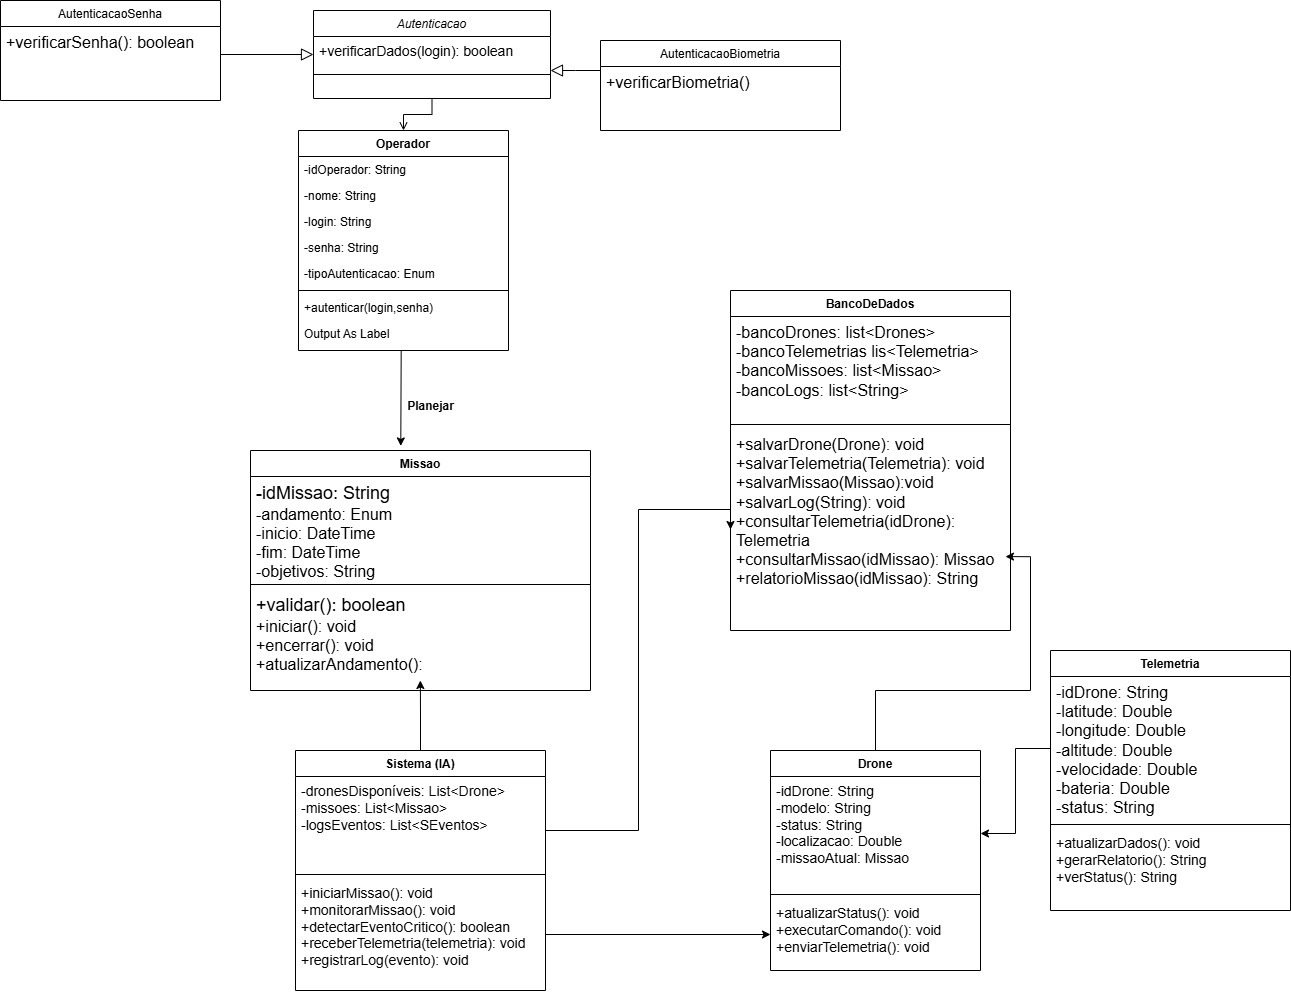 AutenticacaoSenha
+verificarSenha(): boolean
Autenticacao
+verificarDados(login): boolean
AutenticacaoBiometria
+verificarBiometria()
Operador
-idOperador: String
-nome: String
-login: String
-senha: String
-tipoAutenticacao: Enum
+autenticar(login,senha)
Output As Label
Planejar
Missao
-idMissao: String
-andamento: Enum
-inicio: DateTime
-fim: DateTime
-objetivos: String
+validar(): boolean
+iniciar(): void
+encerrar(): void
+atualizarAndamento():
BancoDeDados
-bancoDrones: list<Drones>
-bancoTelemetrias lis<Telemetria>
-bancoMissoes: list<Missao>
-bancoLogs: list<String>
+salvarDrone(Drone): void
+salvarTelemetria(Telemetria): void
+salvarMissao(Missao):void
+salvarLog(String): void
+consultarTelemetria(idDrone):
Telemetria
+consultarMissao(idMissao): Missao
+relatorioMissao(idMissao): String
Sistema (IA)
-dronesDisponíveis: List<Drone>
-missoes: List<Missao>
-logsEventos: List<SEventos>
+iniciarMissao(): void
+monitorarMissao(): void
+detectarEventoCritico(): boolean
+receberTelemetria(telemetria): void
+registrarLog(evento): void
Drone
-idDrone: String
-modelo: String
-status: String
-localizacao: Double
-missaoAtual: Missao
+atualizarStatus(): void
+executarComando(): void
+enviarTelemetria(): void
Telemetria
-idDrone: String
-latitude: Double
-longitude: Double
-altitude: Double
-velocidade: Double
-bateria: Double
-status: String
+atualizarDados(): void
+gerarRelatorio(): String
+verStatus(): String